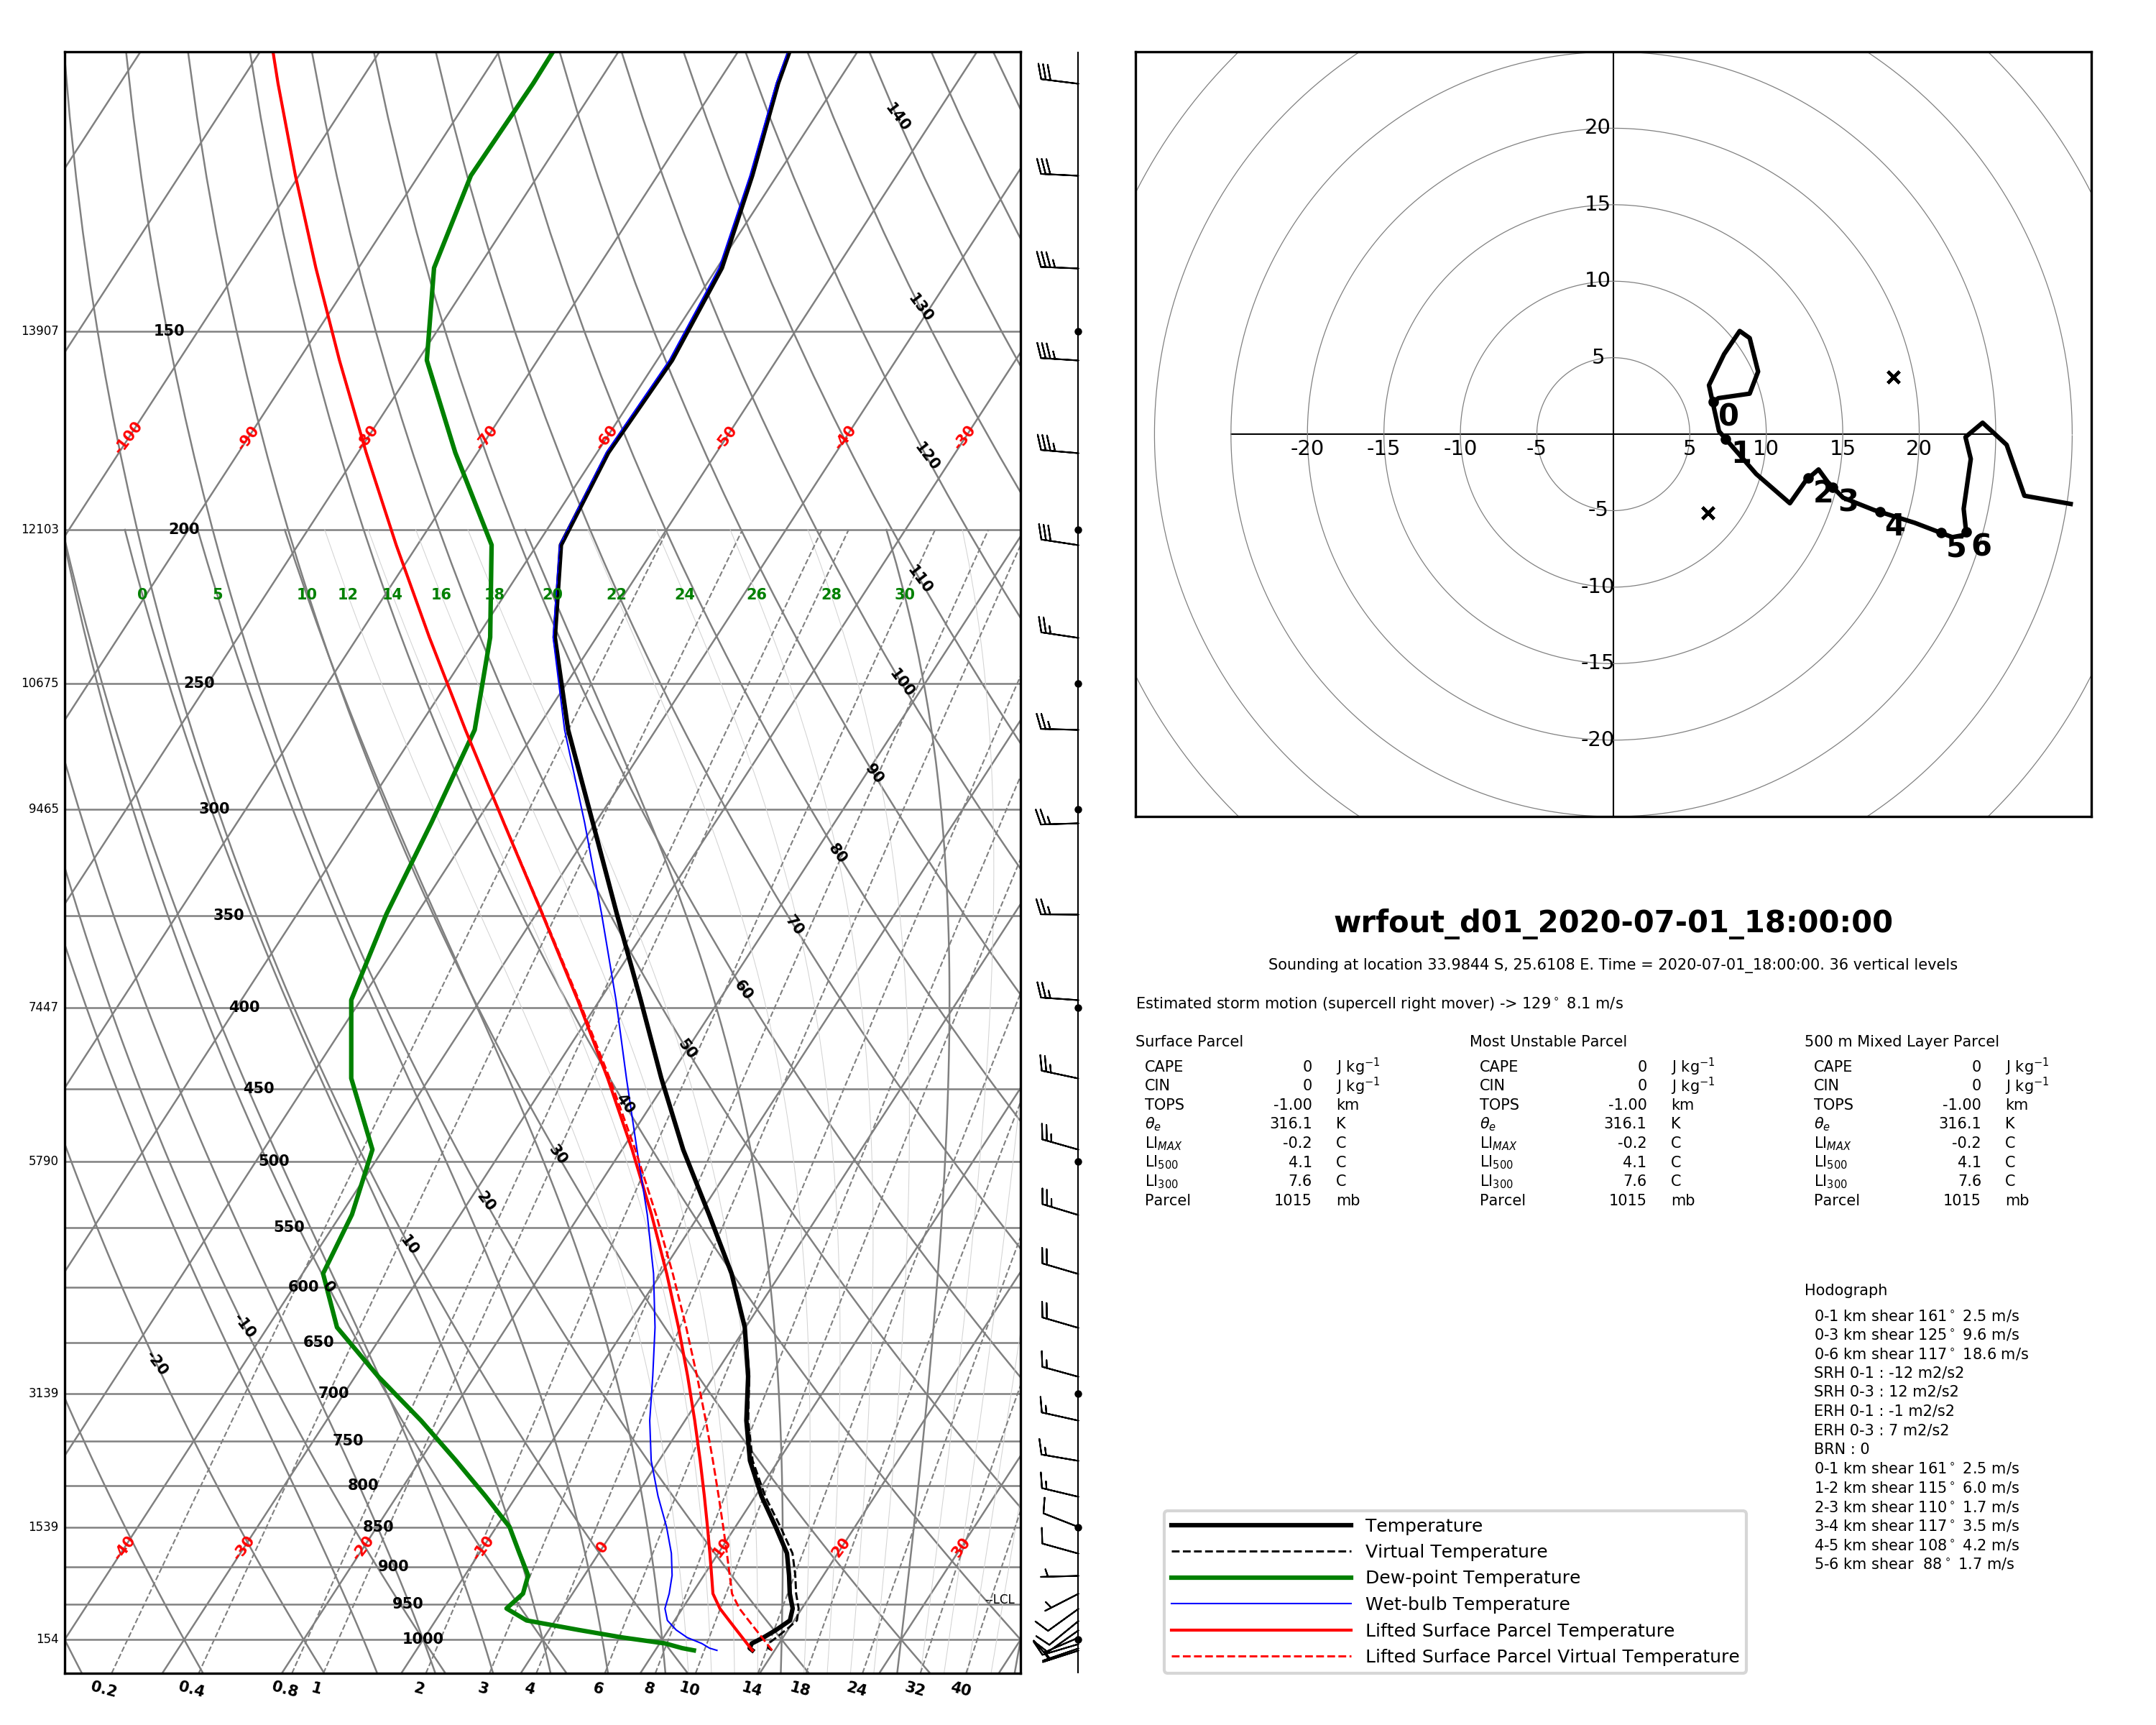 140
130
120
110
100
90
80
70
60
50
40
30
20
10
0
-10
-20
13907 150
-100 -90 -80 -70 -60 -50 -40 -30
12103 200
0 5 10 12 14 16 18 20 22 24 26 28 30
10675 250
9465 300
350
7447 400
450
5790 500
550
600
650
3139 700
750
800
1539 850
-40 -30 -20 -10 0 10 20 30
900
950
LCL
154 1000
0.2 0.4 0.8 1 2 3 4 6 8 10 14 18 24 32 40
20
15
10
5
-20 -15 -10 -5 5 10 15 20
-5
-10
-15
-20
0
1
2
3
4
5
6
wrfout_d01_2020-07-01_18:00:00
Sounding at location 33.9844 S, 25.6108 E. Time = 2020-07-01_18:00:00. 36 vertical levels
Estimated storm motion (supercell right mover) -> 129° 8.1 m/s
Surface Parcel Most Unstable Parcel 500 m Mixed Layer Parcel
CAPE 0 J kg⁻¹ CAPE 0 J kg⁻¹ CAPE 0 J kg⁻¹
CIN 0 J kg⁻¹ CIN 0 J kg⁻¹ CIN 0 J kg⁻¹
TOPS -1.00 km TOPS -1.00 km TOPS -1.00 km
θe 316.1 K θe 316.1 K θe 316.1 K
LIMAX -0.2 C LIMAX -0.2 C LIMAX -0.2 C
LI500 4.1 C LI500 4.1 C LI500 4.1 C
LI300 7.6 C LI300 7.6 C LI300 7.6 C
Parcel 1015 mb Parcel 1015 mb Parcel 1015 mb
Hodograph
0-1 km shear 161° 2.5 m/s
0-3 km shear 125° 9.6 m/s
0-6 km shear 117° 18.6 m/s
SRH 0-1 : -12 m2/s2
SRH 0-3 : 12 m2/s2
ERH 0-1 : -1 m2/s2
ERH 0-3 : 7 m2/s2
BRN : 0
0-1 km shear 161° 2.5 m/s
1-2 km shear 115° 6.0 m/s
2-3 km shear 110° 1.7 m/s
3-4 km shear 117° 3.5 m/s
4-5 km shear 108° 4.2 m/s
5-6 km shear 88° 1.7 m/s
Temperature
Virtual Temperature
Dew-point Temperature
Wet-bulb Temperature
Lifted Surface Parcel Temperature
Lifted Surface Parcel Virtual Temperature